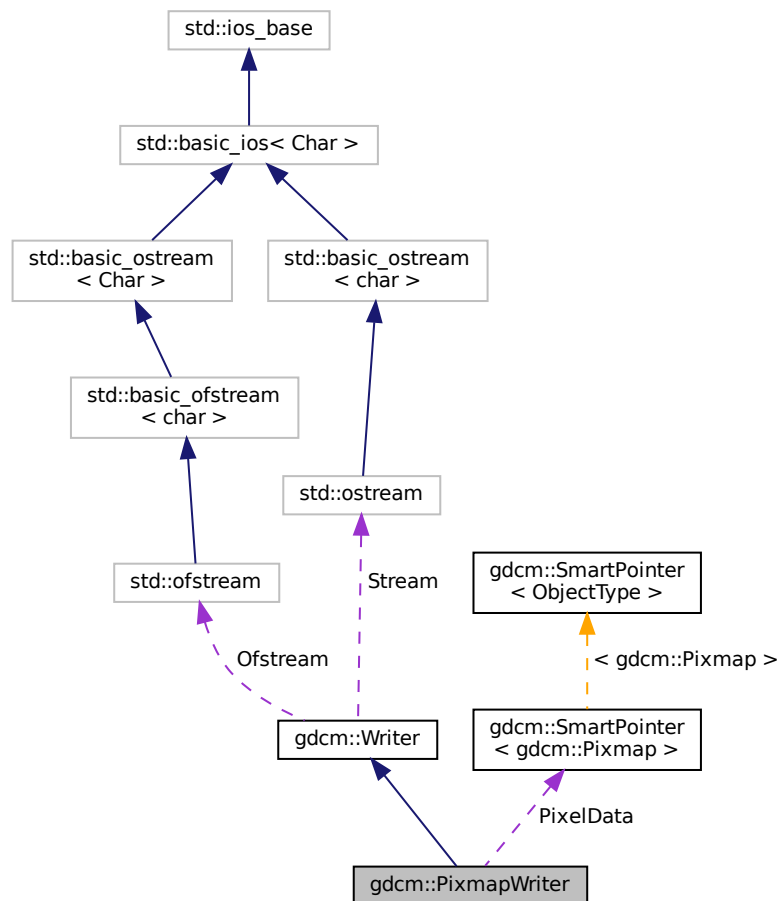 std::ios_base
std::basic_ios< Char >
std::basic_ostream
< Char >
std::basic_ostream
< char >
std::basic_ofstream
< char >
std::ostream
std::ofstream
Stream
gdcm::SmartPointer
< ObjectType >
Ofstream
< gdcm::Pixmap >
gdcm::Writer
gdcm::SmartPointer
< gdcm::Pixmap >
PixelData
gdcm::PixmapWriter